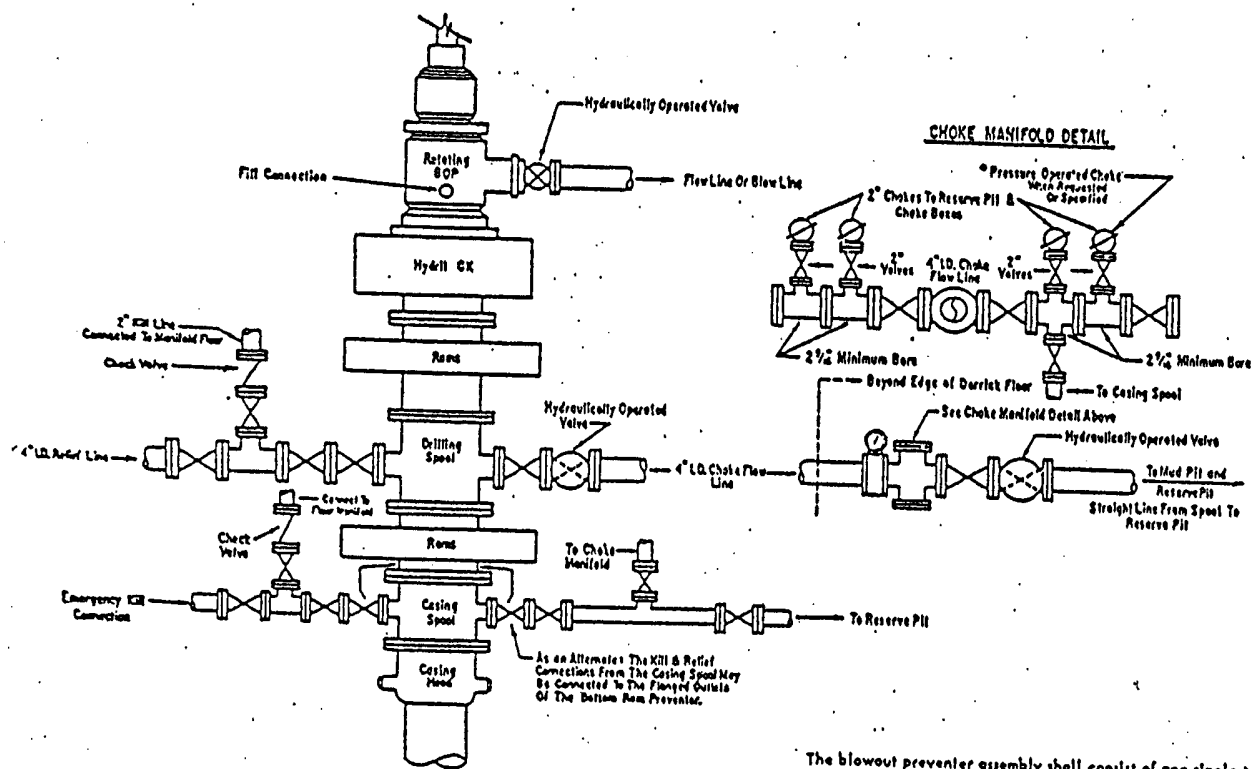 Hydraulically Operated Valve
CHOKE MANIFOLD DETAIL
Rotating
BOP
Fill Connection
Flow Line Or Blow Line
* Pressure Operated Choke
When Requested
Or Specified
2" Chokes To Reserve Pit &
Choke Boxes
Hydril GK
2"
Valves
4" I.D. Choke
Flow Line
2"
Valves
2" Kill Line
Connected To Manifold Floor
Check Valve
Rams
2 9/16" Minimum Bore
2 9/16" Minimum Bore
Beyond Edge of Derrick Floor
To Casing Spool
See Choke Manifold Detail Above
Hydraulically Operated
Valve
Hydraulically Operated Valve
4" I.D. Relief Line
Drilling
Spool
4" I.D. Choke Flow
Line
To Mud Pit and
Reserve Pit
Straight Line From Spool To
Reserve Pit
Connect To
Floor Manifold
Check
Valve
Rams
To Choke
Manifold
Emergency Kill
Connection
Casing
Spool
To Reserve Pit
Casing
Head
As an Alternate The Kill & Relief
Connections From The Casing Spool May
Be Connected To The Flanged Outlets
Of The Bottom Ram Preventer.
The blowout preventer assembly shall consist of one single